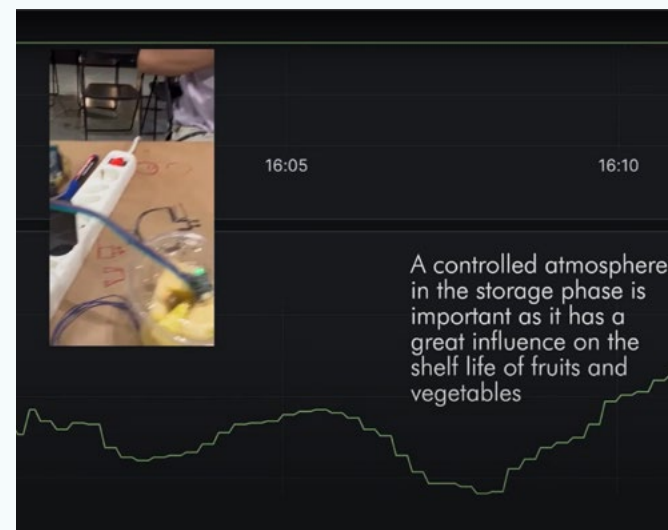 16:05
16:10
A controlled atmosphere
in the storage phase is
important as it has a
great influence on the
shelf life of fruits and
vegetables